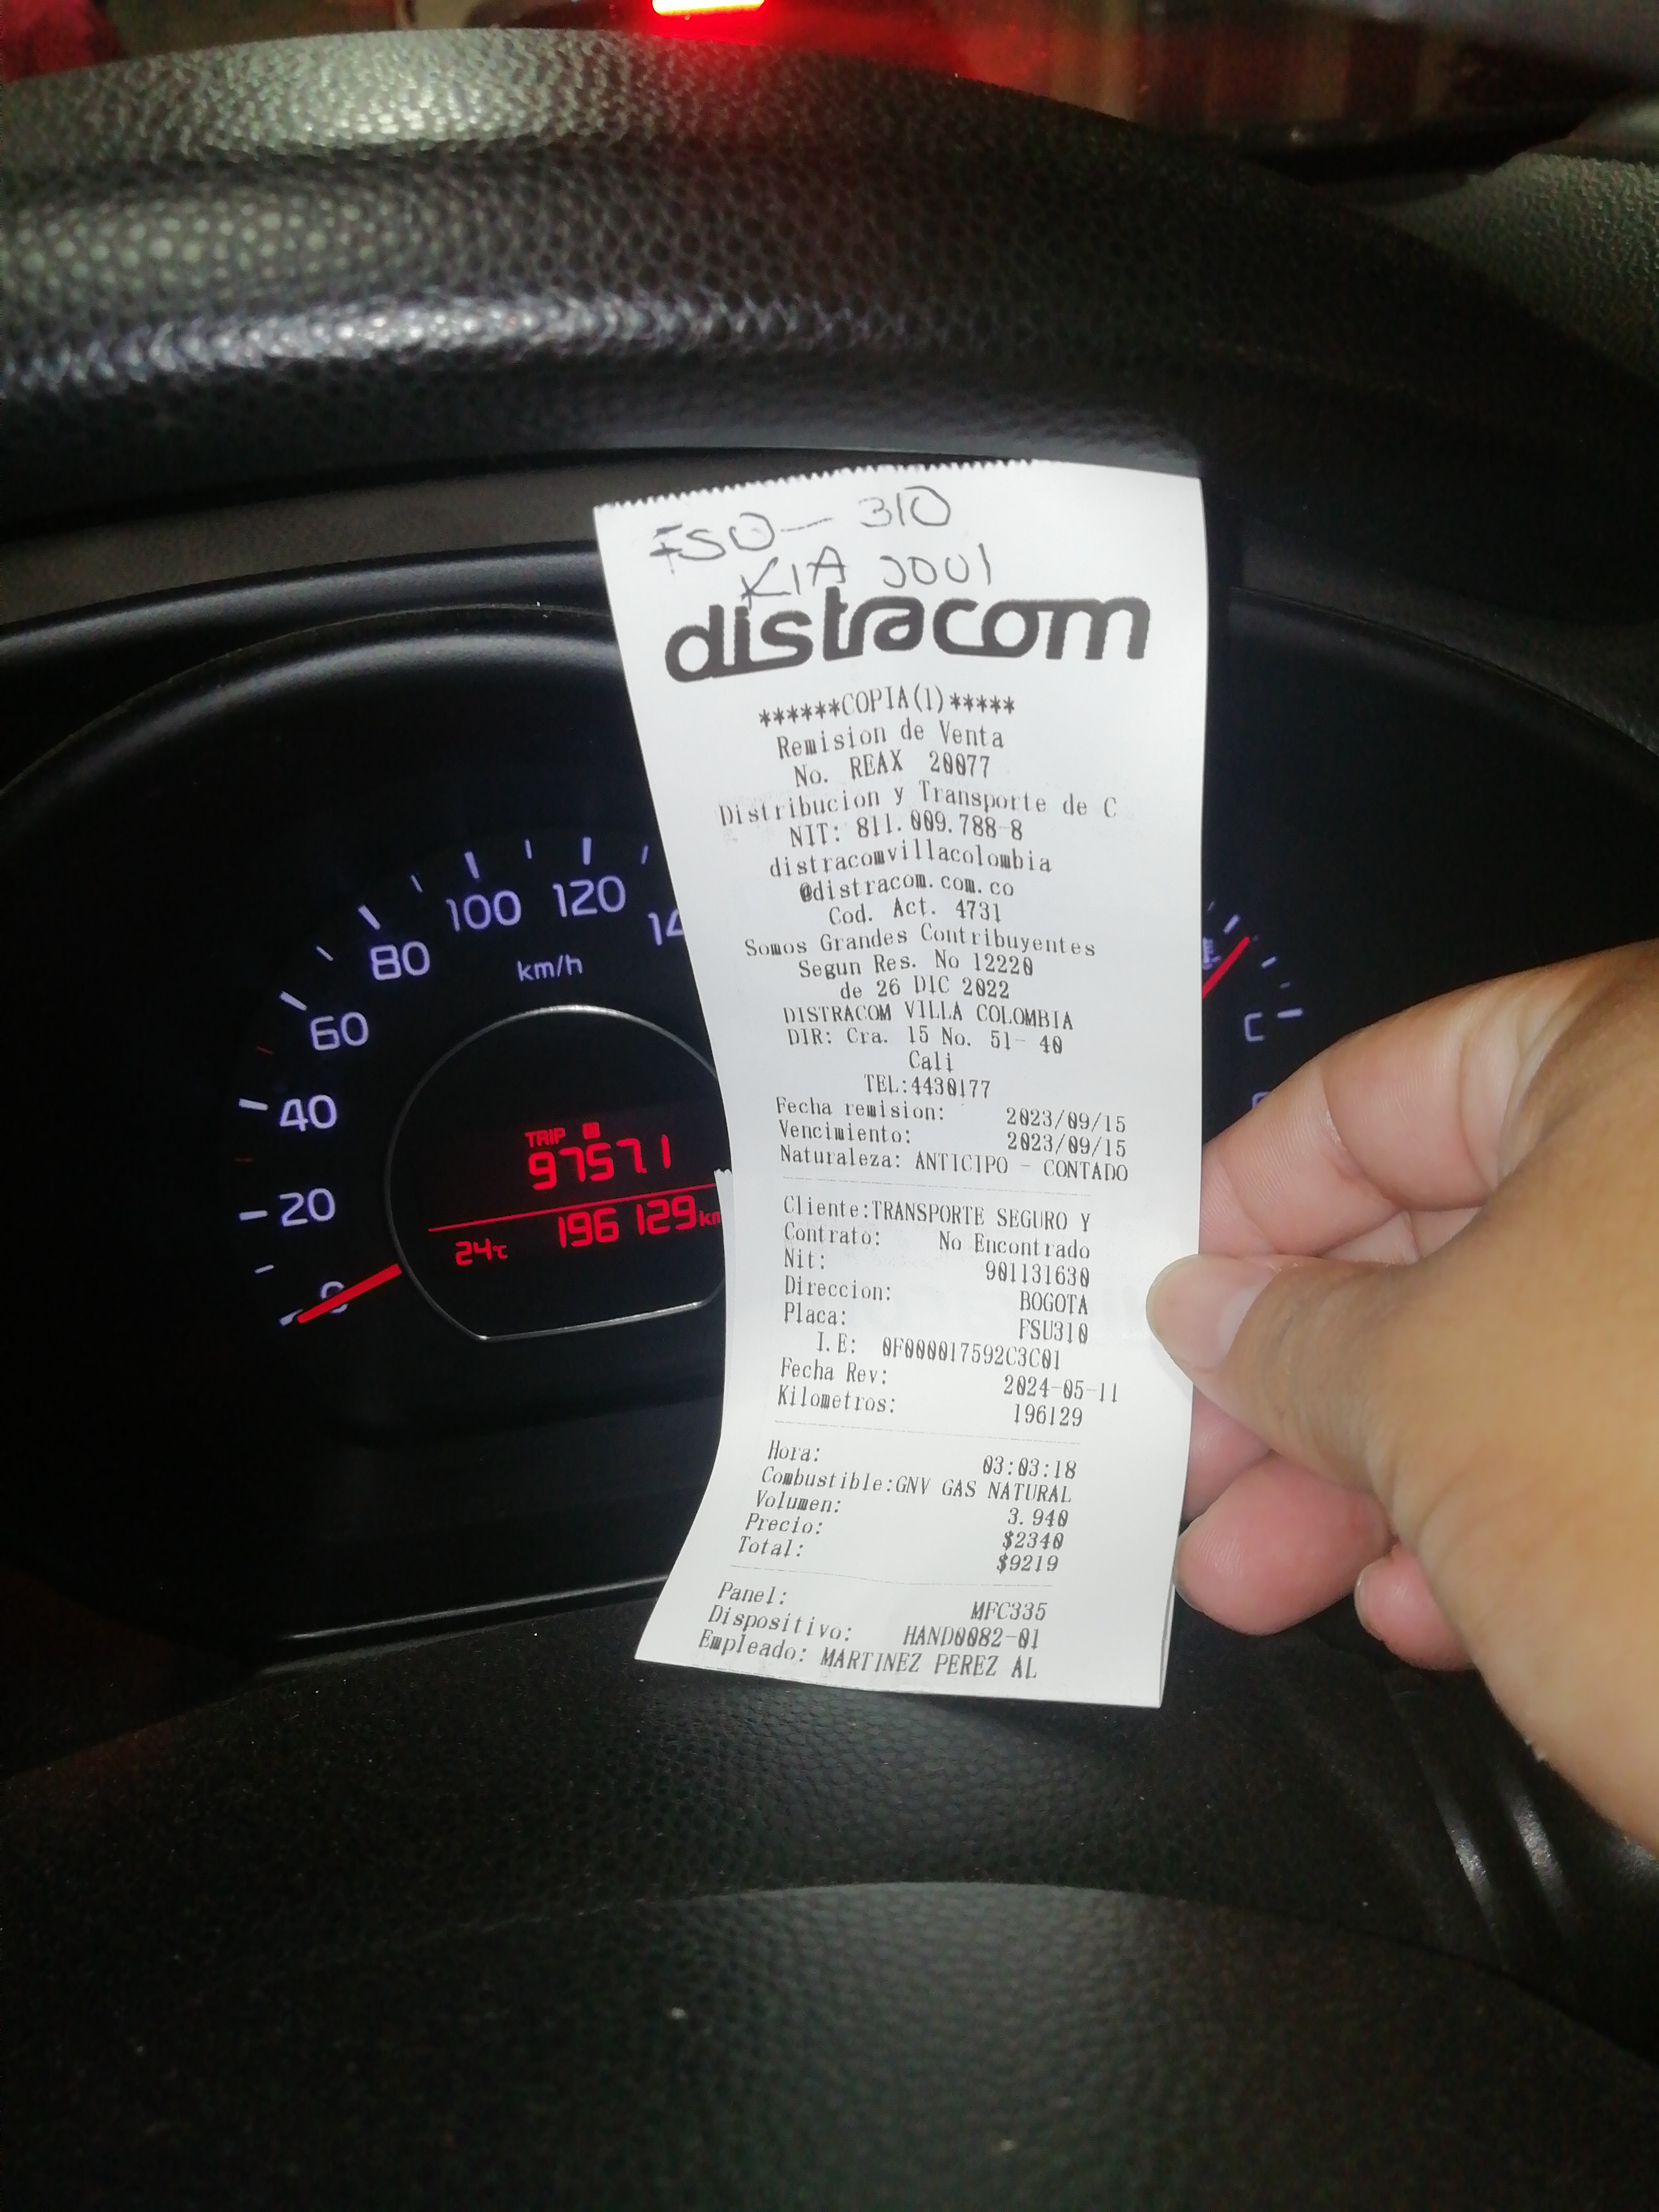 FSU - 310
KIA SOUL
distracom
******COPIA(1)*****
Remision de Venta
No. REAX 20077
Distribucion y Transporte de C
NIT: 811.009.788-8
distracomvillacolombia
@distracom.com.co
Cod. Act. 4731
Somos Grandes Contribuyentes
Segun Res. No 12220
de 26 DIC 2022
DISTRACOM VILLA COLOMBIA
DIR: Cra. 15 No. 51- 40
Cali
TEL:4430177
Fecha remision: 2023/09/15
Vencimiento: 2023/09/15
Naturaleza: ANTICIPO - CONTADO
Cliente:TRANSPORTE SEGURO Y
Contrato: No Encontrado
Nit: 901131630
Direccion: BOGOTA
Placa: FSU310
I.E: 0F000017592C3C01
Fecha Rev: 2024-05-11
Kilometros: 196129
Hora: 03:03:18
Combustible:GNV GAS NATURAL
Volumen: 3.940
Precio: $2340
Total: $9219
Panel: MFC335
Dispositivo: HAND0082-01
Empleado: MARTINEZ PEREZ AL
100 120 14
80
km/h
60
40
20
0
TRIP
9757.1
196 129 km
24°C
C